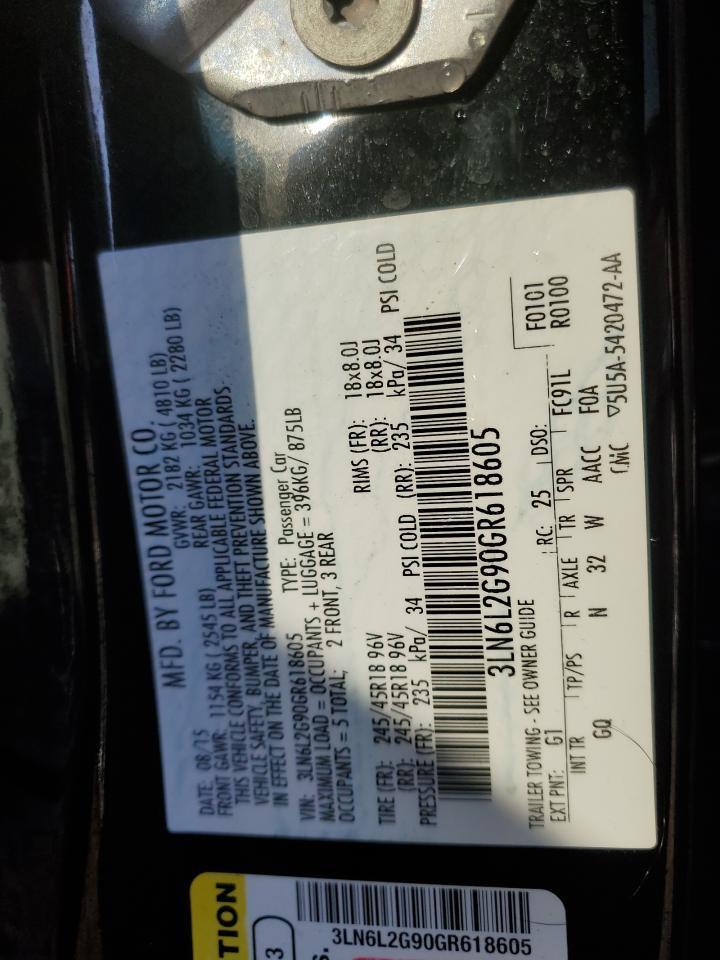 MFD. BY FORD MOTOR CO.
DATE: 08/15 GVWR: 2182 KG ( 4810 LB)
FRONT GAWR: 1154 KG ( 2545 LB) REAR GAWR: 1034 KG ( 2280 LB)
THIS VEHICLE CONFORMS TO ALL APPLICABLE FEDERAL MOTOR
VEHICLE SAFETY, BUMPER, AND THEFT PREVENTION STANDARDS
IN EFFECT ON THE DATE OF MANUFACTURE SHOWN ABOVE.
VIN: 3LN6L2G90GR618605 TYPE: Passenger Car
MAXIMUM LOAD = OCCUPANTS + LUGGAGE = 396KG/ 875LB
OCCUPANTS = 5 TOTAL; 2 FRONT, 3 REAR
TIRE (FR): 245/45R18 96V RIMS (FR): 18x8.0J
(RR): 245/45R18 96V (RR): 18x8.0J
PRESSURE (FR): 235 kPa/ 34 PSI COLD (RR): 235 kPa/ 34 PSI COLD
3LN6L2G90GR618605
F0101
R0100
TRAILER TOWING - SEE OWNER GUIDE
EXT PNT: G1 RC: 25 DSO: FC91L
INT TR TP/PS R AXLE TR SPR
GQ N 32 W AACC F0A
5U5A-5420472-AA
TION
3
S.
3LN6L2G90GR618605